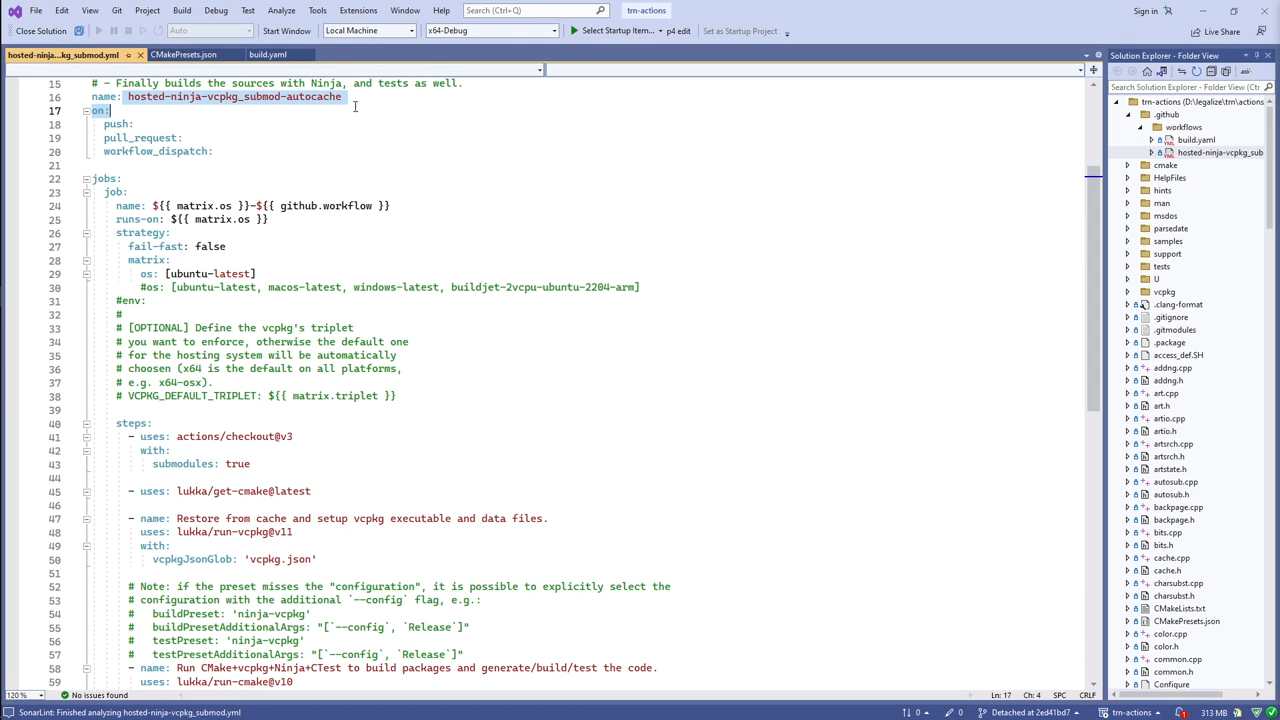 File Edit View Git Project Build Debug Test Analyze Tools Extensions Window Help Search (Ctrl+Q) trn-actions Sign in
Closing Solution Auto Start Window Local Machine x64-Debug Select Startup Item... p4 edit Set as Startup Project Live Share
hosted-ninja...kg_submod.yml CMakePresets.json build.yaml
15 # - Finally builds the sources with Ninja, and tests as well.
16 name: hosted-ninja-vcpkg_submod-autocache
17 on:
18 push:
19 pull_request:
20 workflow_dispatch:
21
22 jobs:
23 job:
24 name: ${{ matrix.os }}-${{ github.workflow }}
25 runs-on: ${{ matrix.os }}
26 strategy:
27 fail-fast: false
28 matrix:
29 os: [ubuntu-latest]
30 #os: [ubuntu-latest, macos-latest, windows-latest, buildjet-2vcpu-ubuntu-2204-arm]
31 #env:
32 #
33 # [OPTIONAL] Define the vcpkg's triplet
34 # you want to enforce, otherwise the default one
35 # for the hosting system will be automatically
36 # choosen (x64 is the default on all platforms,
37 # e.g. x64-osx).
38 # VCPKG_DEFAULT_TRIPLET: ${{ matrix.triplet }}
39
40 steps:
41 - uses: actions/checkout@v3
42 with:
43 submodules: true
44
45 - uses: lukka/get-cmake@latest
46
47 - name: Restore from cache and setup vcpkg executable and data files.
48 uses: lukka/run-vcpkg@v11
49 with:
50 vcpkgJsonGlob: 'vcpkg.json'
51
52 # Note: if the preset misses the "configuration", it is possible to explicitly select the
53 # configuration with the additional `--config` flag, e.g.:
54 # buildPreset: 'ninja-vcpkg'
55 # buildPresetAdditionalArgs: "[`--config`, `Release`]"
56 # testPreset: 'ninja-vcpkg'
57 # testPresetAdditionalArgs: "[`--config`, `Release`]"
58 - name: Run CMake+vcpkg+Ninja+CTest to build packages and generate/build/test the code.
59 uses: lukka/run-cmake@v10
120 % No issues found Ln: 17 Ch: 4 SPC CRLF
Solution Explorer - Folder View
Search Solution Explorer - Folder View
trn-actions (D:\legalize\trn\actions
.github
workflows
build.yaml
hosted-ninja-vcpkg_sub
cmake
HelpFiles
hints
man
msdos
parsedate
samples
support
tests
U
vcpkg
.clang-format
.gitignore
.gitmodules
.package
access_def.SH
addng.cpp
addng.h
art.cpp
art.h
artio.cpp
artio.h
artsrch.cpp
artsrch.h
artstate.h
autosub.cpp
autosub.h
backpage.cpp
backpage.h
bits.cpp
bits.h
cache.cpp
cache.h
charsubst.cpp
charsubst.h
CMakeLists.txt
CMakePresets.json
color.cpp
color.h
common.cpp
common.h
Configure
SonarLint: Finished analyzing hosted-ninja-vcpkg_submod.yml 0 0 Detached at 2ed41bd7 trn-actions 1 313 MB